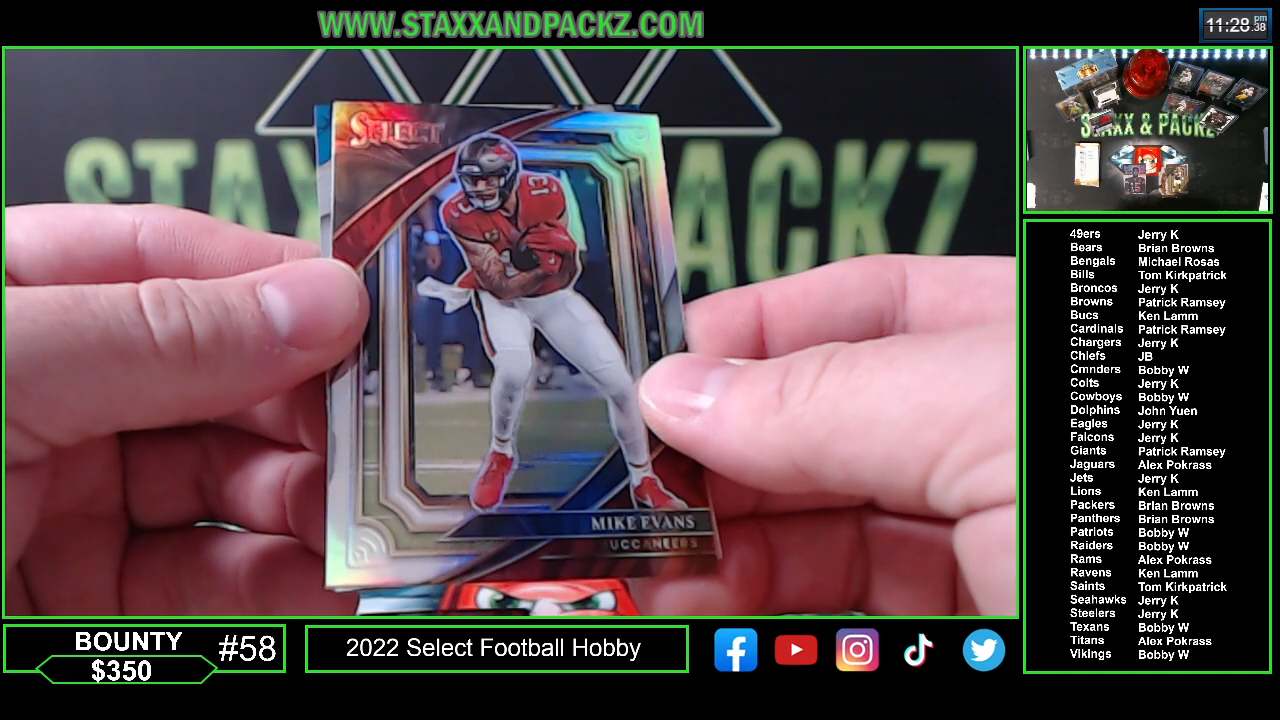 WWW.STAXXANDPACKZ.COM
11:28 pm .38
STAXX & PACKZ
SELECT
MIKE EVANS
BUCCANEERS
STAXX & PACKZ
49ers Jerry K
Bears Brian Browns
Bengals Michael Rosas
Bills Tom Kirkpatrick
Broncos Jerry K
Browns Patrick Ramsey
Bucs Ken Lamm
Cardinals Patrick Ramsey
Chargers Jerry K
Chiefs JB
Cmnders Bobby W
Colts Jerry K
Cowboys Bobby W
Dolphins John Yuen
Eagles Jerry K
Falcons Jerry K
Giants Patrick Ramsey
Jaguars Alex Pokrass
Jets Jerry K
Lions Ken Lamm
Packers Brian Browns
Panthers Brian Browns
Patriots Bobby W
Raiders Bobby W
Rams Alex Pokrass
Ravens Ken Lamm
Saints Tom Kirkpatrick
Seahawks Jerry K
Steelers Jerry K
Texans Bobby W
Titans Alex Pokrass
Vikings Bobby W
BOUNTY
$350
#58
2022 Select Football Hobby